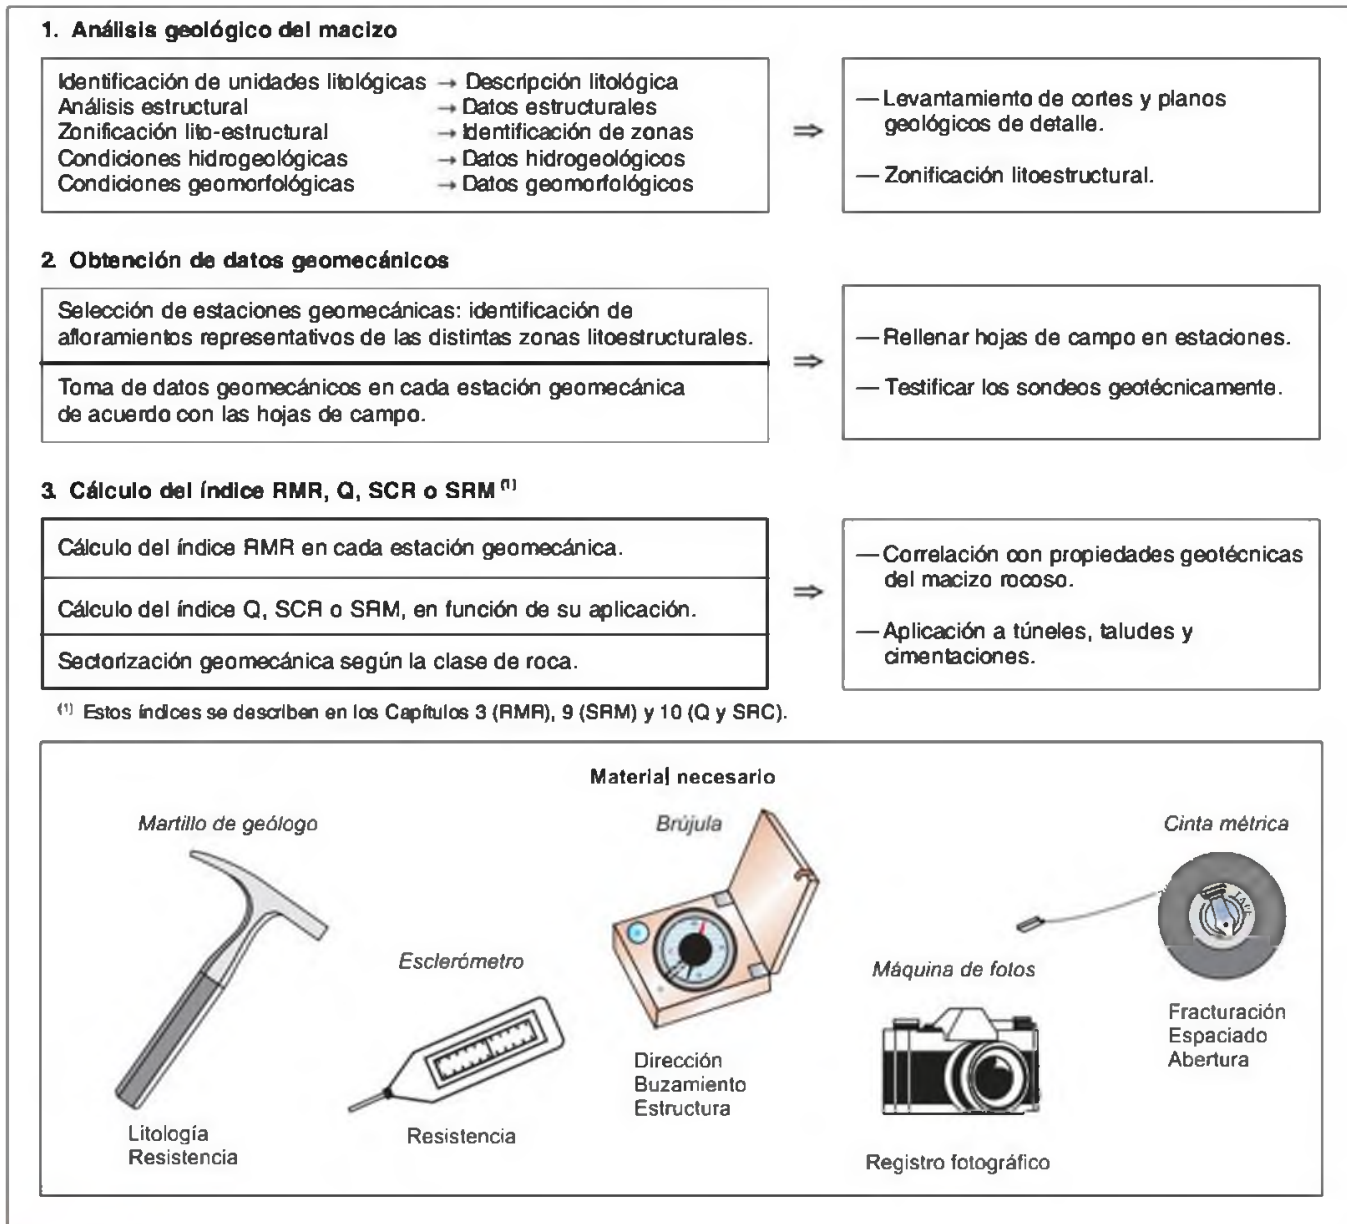 1. Análisis geológico del macizo
Identificación de unidades litológicas → Descripción litológica
Análisis estructural → Datos estructurales
Zonificación lito-estructural → Identificación de zonas
Condiciones hidrogeológicas → Datos hidrogeológicos
Condiciones geomorfológicas → Datos geomorfológicos
⇒
— Levantamiento de cortes y planos
geológicos de detalle.
— Zonificación litoestructural.
2. Obtención de datos geomecánicos
Selección de estaciones geomecánicas: identificación de
afloramientos representativos de las distintas zonas litoestructurales.
Toma de datos geomecánicos en cada estación geomecánica
de acuerdo con las hojas de campo.
⇒
— Rellenar hojas de campo en estaciones.
— Testificar los sondeos geotécnicamente.
3. Cálculo del índice RMR, Q, SCR o SRM (1)
Cálculo del índice RMR en cada estación geomecánica.
Cálculo del índice Q, SCR o SRM, en función de su aplicación.
Sectorización geomecánica según la clase de roca.
⇒
— Correlación con propiedades geotécnicas
del macizo rocoso.
— Aplicación a túneles, taludes y
cimentaciones.
(1) Estos índices se describen en los Capítulos 3 (RMR), 9 (SRM) y 10 (Q y SRC).
Material necesario
Martillo de geólogo
Litología
Resistencia
Esclerómetro
Resistencia
Brújula
Dirección
Buzamiento
Estructura
Máquina de fotos
Registro fotográfico
Cinta métrica
TAPE
Fracturación
Espaciado
Abertura